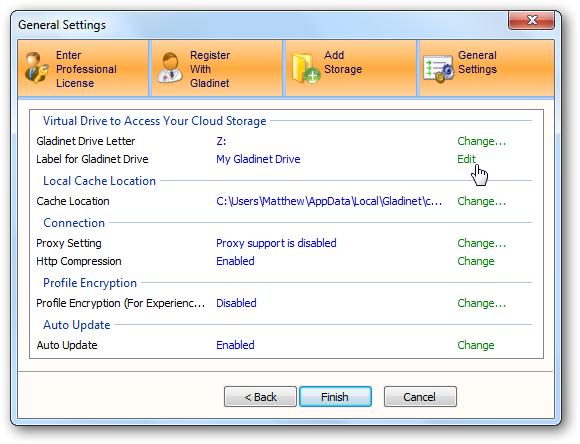 General Settings
Enter
Professional
License
Register
With
Gladinet
Add
Storage
General
Settings
Virtual Drive to Access Your Cloud Storage
Gladinet Drive Letter Z: Change...
Label for Gladinet Drive My Gladinet Drive Edit
Local Cache Location
Cache Location C:\Users\Matthew\AppData\Local\Gladinet\c... Change...
Connection
Proxy Setting Proxy support is disabled Change...
Http Compression Enabled Change
Profile Encryption
Profile Encryption (For Experienc... Disabled Change...
Auto Update
Auto Update Enabled Change
< Back Finish Cancel